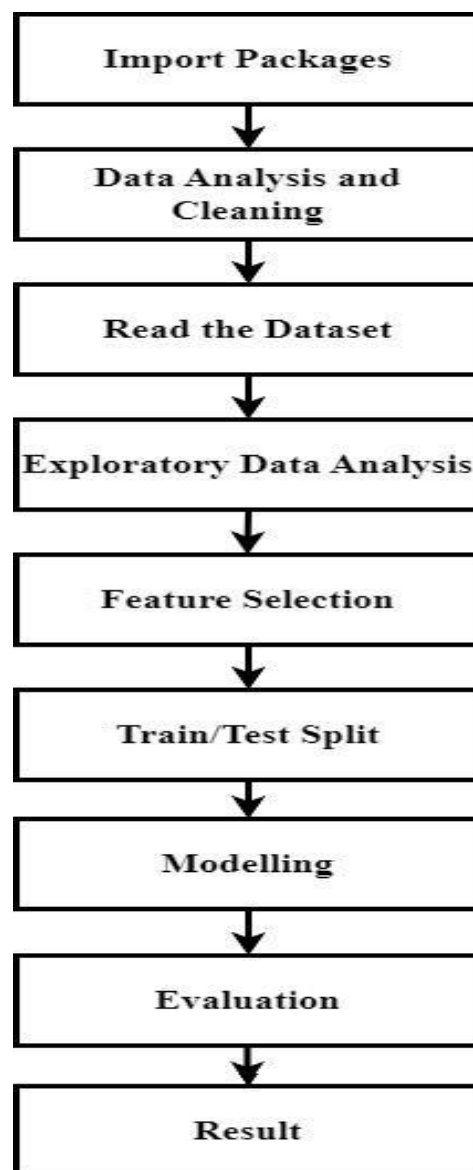 Import Packages
Data Analysis and
Cleaning
Read the Dataset
Exploratory Data Analysis
Feature Selection
Train/Test Split
Modelling
Evaluation
Result